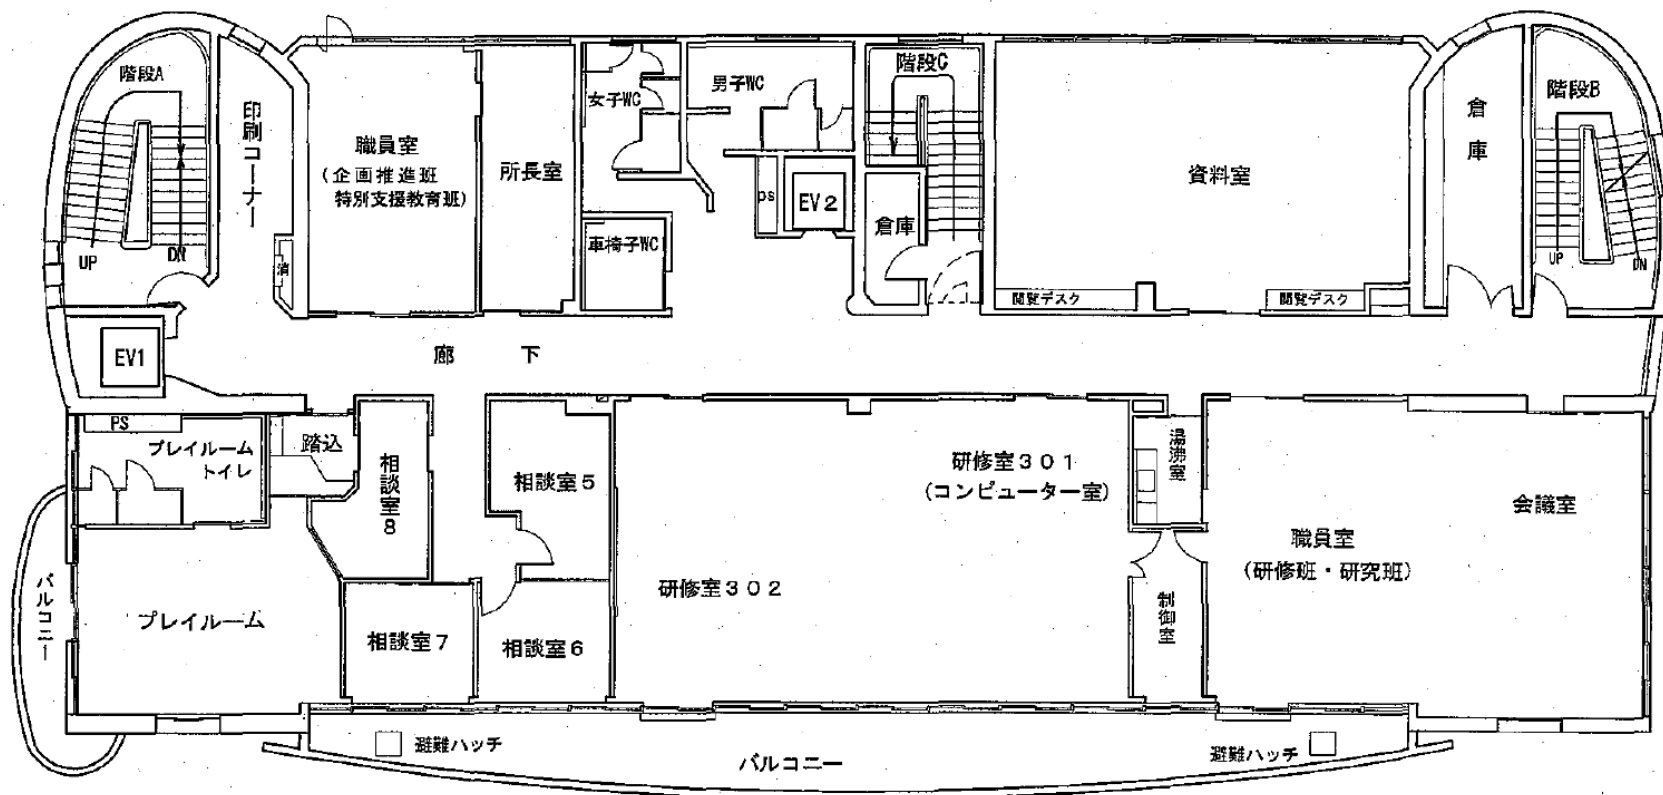 階段A
UP
DN
印刷コーナー
消
職員室
(企画推進班
特別支援教育班)
所長室
女子WC
男子WC
車椅子WC
PS
EV2
階段C
倉庫
資料室
閲覧デスク
閲覧デスク
倉庫
階段B
UP
DN
EV1
廊下
PS
プレイルーム
トイレ
踏込
相談室8
相談室5
研修室301
(コンピューター室)
湯沸室
会議室
職員室
(研修班・研究班)
研修室302
制御室
バルコニー
プレイルーム
相談室7
相談室6
避難ハッチ
バルコニー
避難ハッチ